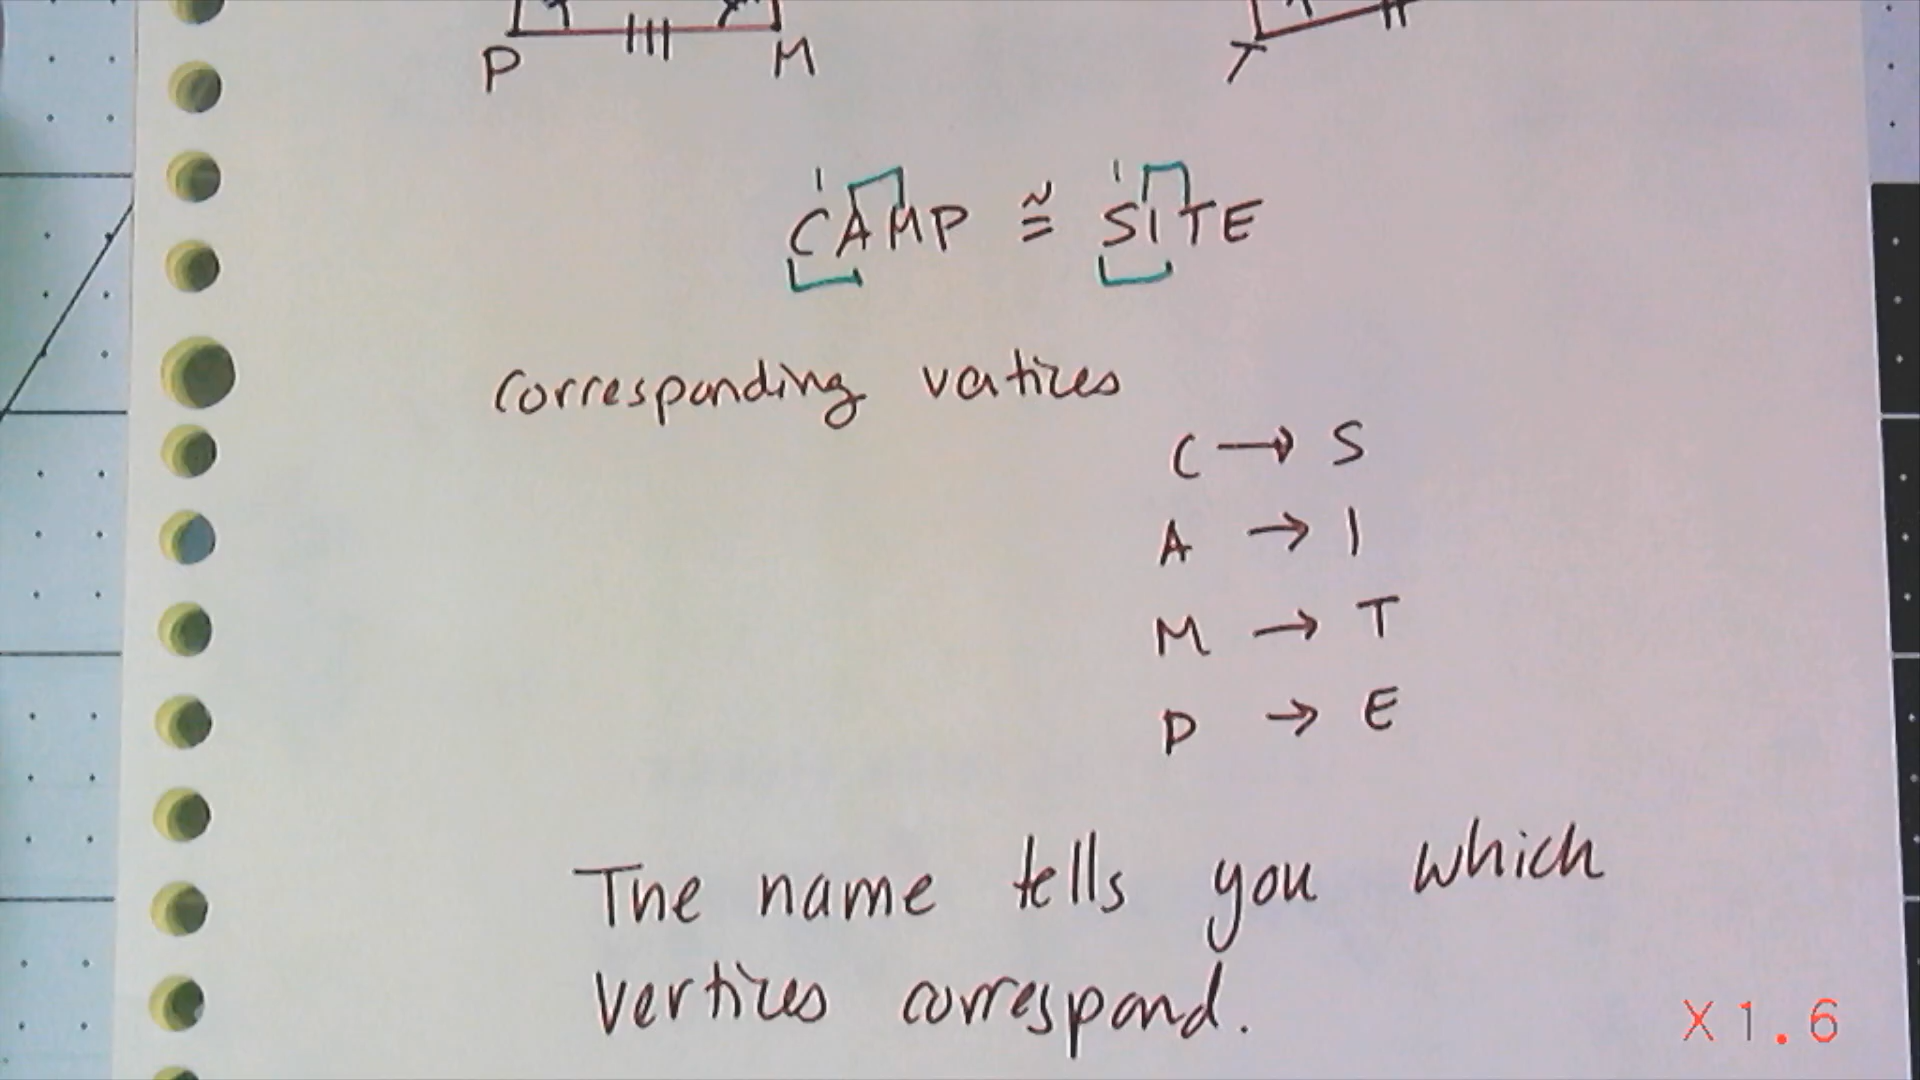 P M T
CAMP ≅ SITE
corresponding vertices
C → S
A → I
M → T
P → E
The name tells you which
vertices correspond.
X1.6